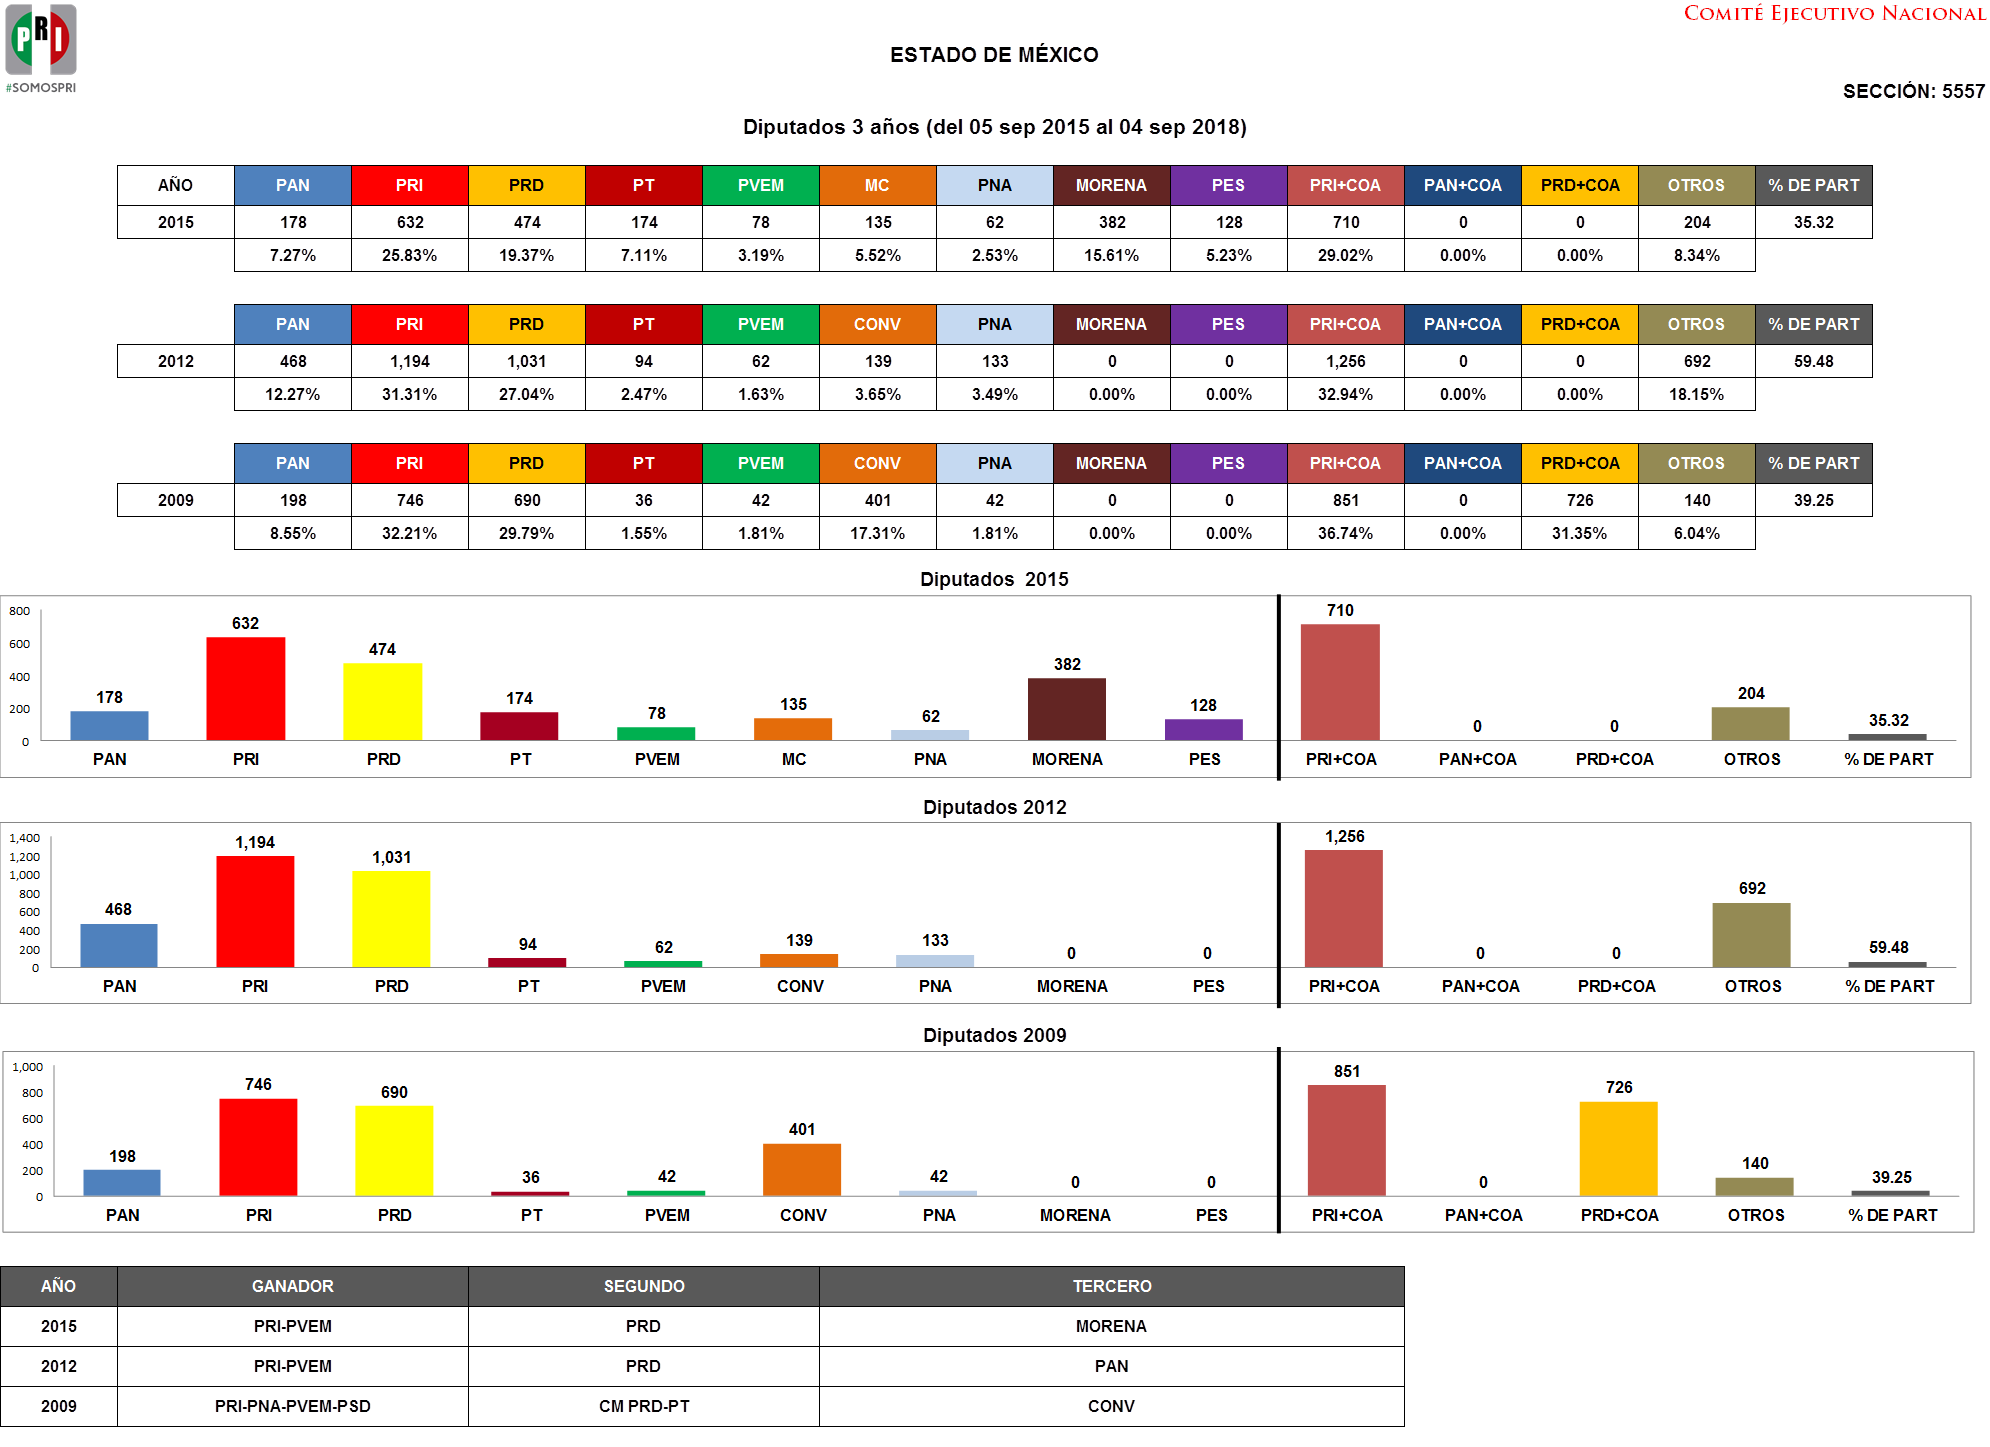 PRI
#SOMOSPRI
COMITÉ EJECUTIVO NACIONAL
ESTADO DE MÉXICO
SECCIÓN: 5557
Diputados 3 años (del 05 sep 2015 al 04 sep 2018)
AÑO PAN PRI PRD PT PVEM MC PNA MORENA PES PRI+COA PAN+COA PRD+COA OTROS % DE PART
2015 178 632 474 174 78 135 62 382 128 710 0 0 204 35.32
7.27% 25.83% 19.37% 7.11% 3.19% 5.52% 2.53% 15.61% 5.23% 29.02% 0.00% 0.00% 8.34%
PAN PRI PRD PT PVEM CONV PNA MORENA PES PRI+COA PAN+COA PRD+COA OTROS % DE PART
2012 468 1,194 1,031 94 62 139 133 0 0 1,256 0 0 692 59.48
12.27% 31.31% 27.04% 2.47% 1.63% 3.65% 3.49% 0.00% 0.00% 32.94% 0.00% 0.00% 18.15%
PAN PRI PRD PT PVEM CONV PNA MORENA PES PRI+COA PAN+COA PRD+COA OTROS % DE PART
2009 198 746 690 36 42 401 42 0 0 851 0 726 140 39.25
8.55% 32.21% 29.79% 1.55% 1.81% 17.31% 1.81% 0.00% 0.00% 36.74% 0.00% 31.35% 6.04%
Diputados 2015
800
600
400
200
0
178 632 474 174 78 135 62 382 128 710 0 0 204 35.32
PAN PRI PRD PT PVEM MC PNA MORENA PES PRI+COA PAN+COA PRD+COA OTROS % DE PART
Diputados 2012
1,400
1,200
1,000
800
600
400
200
0
468 1,194 1,031 94 62 139 133 0 0 1,256 0 0 692 59.48
PAN PRI PRD PT PVEM CONV PNA MORENA PES PRI+COA PAN+COA PRD+COA OTROS % DE PART
Diputados 2009
1,000
800
600
400
200
0
198 746 690 36 42 401 42 0 0 851 0 726 140 39.25
PAN PRI PRD PT PVEM CONV PNA MORENA PES PRI+COA PAN+COA PRD+COA OTROS % DE PART
AÑO GANADOR SEGUNDO TERCERO
2015 PRI-PVEM PRD MORENA
2012 PRI-PVEM PRD PAN
2009 PRI-PNA-PVEM-PSD CM PRD-PT CONV